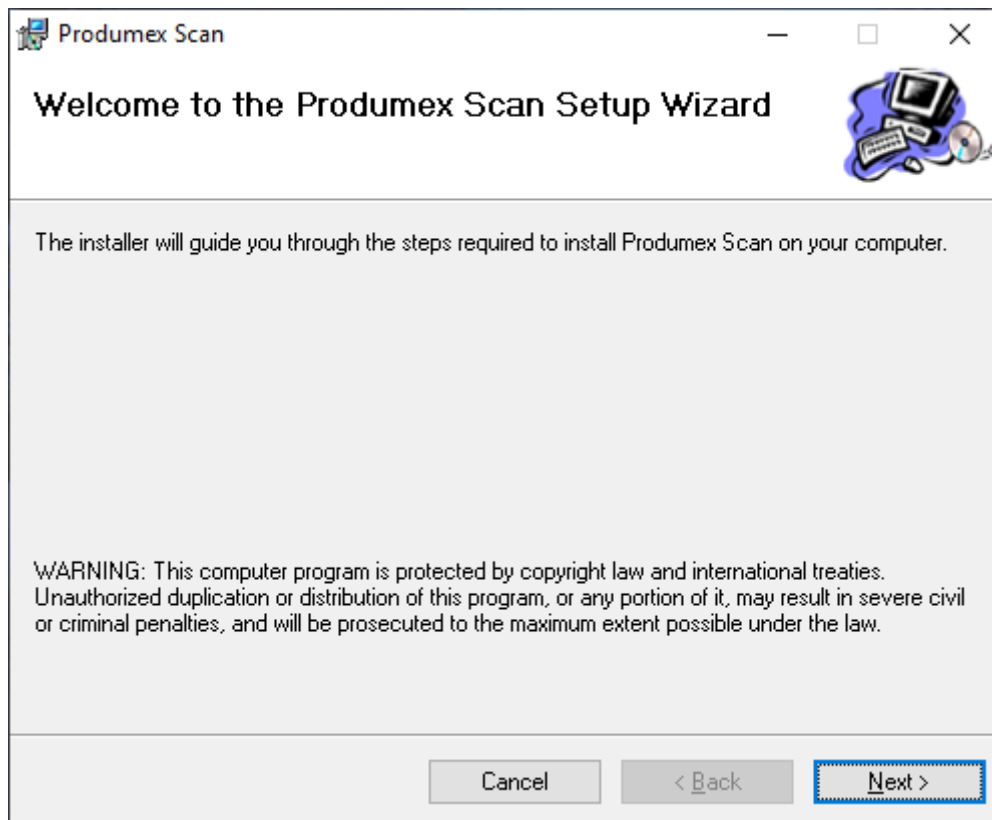 Produmex Scan
Welcome to the Produmex Scan Setup Wizard
The installer will guide you through the steps required to install Produmex Scan on your computer.
WARNING: This computer program is protected by copyright law and international treaties.
Unauthorized duplication or distribution of this program, or any portion of it, may result in severe civil
or criminal penalties, and will be prosecuted to the maximum extent possible under the law.
Cancel < Back Next >